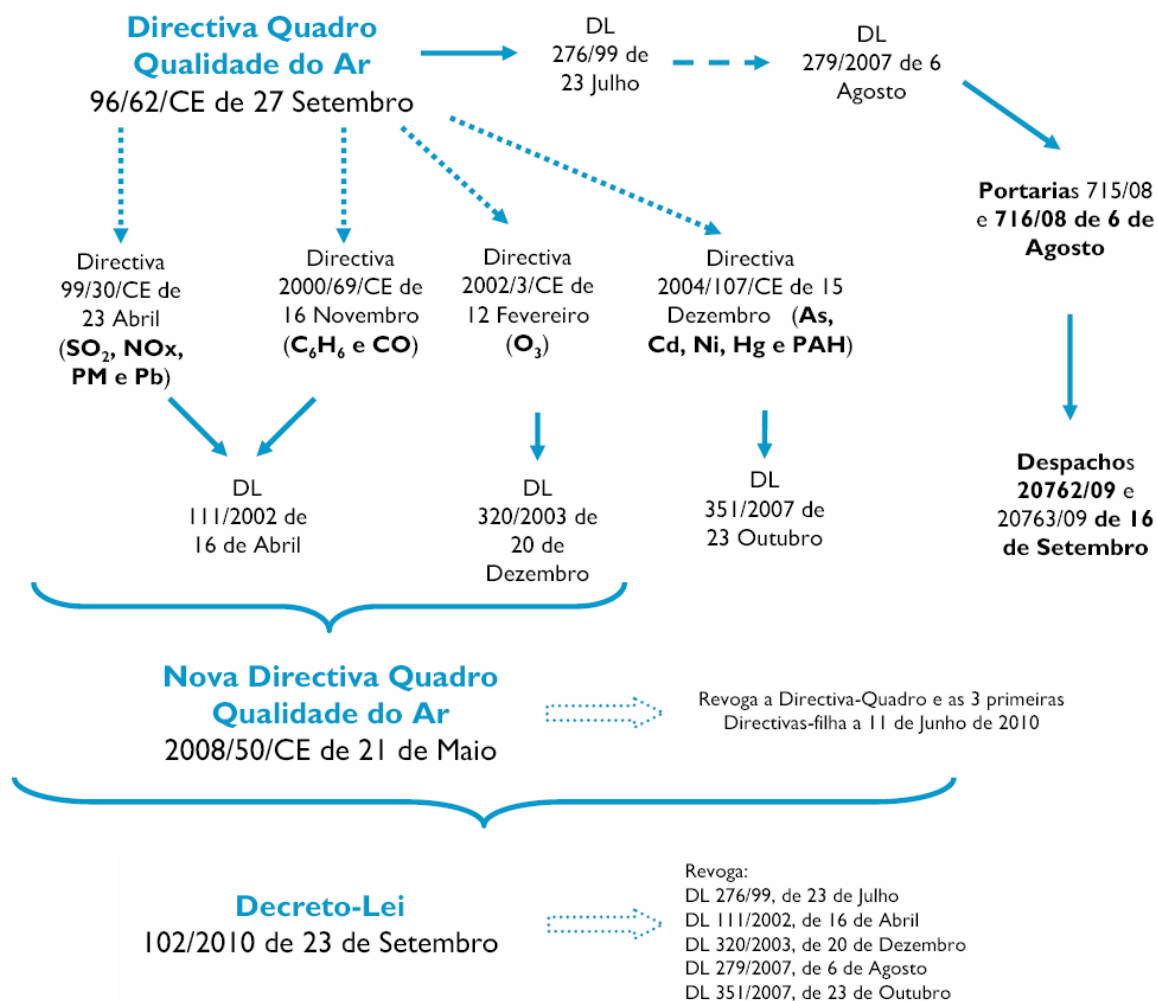 Directiva Quadro
Qualidade do Ar
96/62/CE de 27 Setembro
DL
276/99 de
23 Julho
DL
279/2007 de 6
Agosto
Portarias 715/08
e 716/08 de 6 de
Agosto
Directiva
99/30/CE de
23 Abril
(SO₂, NOx,
PM e Pb)
Directiva
2000/69/CE de
16 Novembro
(C₆H₆ e CO)
Directiva
2002/3/CE de
12 Fevereiro
(O₃)
Directiva
2004/107/CE de 15
Dezembro (As,
Cd, Ni, Hg e PAH)
DL
111/2002 de
16 de Abril
DL
320/2003 de
20 de
Dezembro
DL
351/2007 de
23 Outubro
Despachos
20762/09 e
20763/09 de 16
de Setembro
Nova Directiva Quadro
Qualidade do Ar
2008/50/CE de 21 de Maio
Revoga a Directiva-Quadro e as 3 primeiras
Directivas-filha a 11 de Junho de 2010
Decreto-Lei
102/2010 de 23 de Setembro
Revoga:
DL 276/99, de 23 de Julho
DL 111/2002, de 16 de Abril
DL 320/2003, de 20 de Dezembro
DL 279/2007, de 6 de Agosto
DL 351/2007, de 23 de Outubro